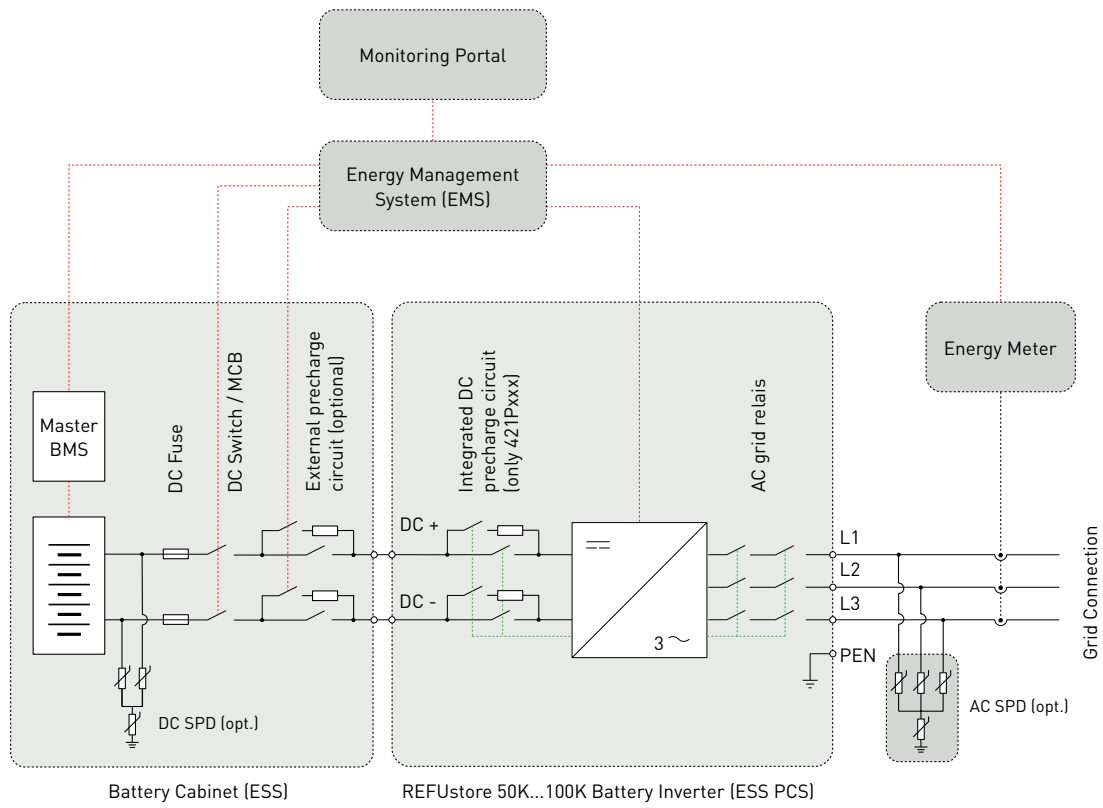 Monitoring Portal
Energy Management
System (EMS)
Energy Meter
Master
BMS
DC Fuse
DC Switch / MCB
External precharge
circuit (optional)
Integrated DC
precharge circuit
(only 421Pxxx)
AC grid relais
DC +
DC -
3
L1
L2
L3
PEN
Grid Connection
DC SPD (opt.)
AC SPD (opt.)
Battery Cabinet (ESS)
REFUstore 50K...100K Battery Inverter (ESS PCS)